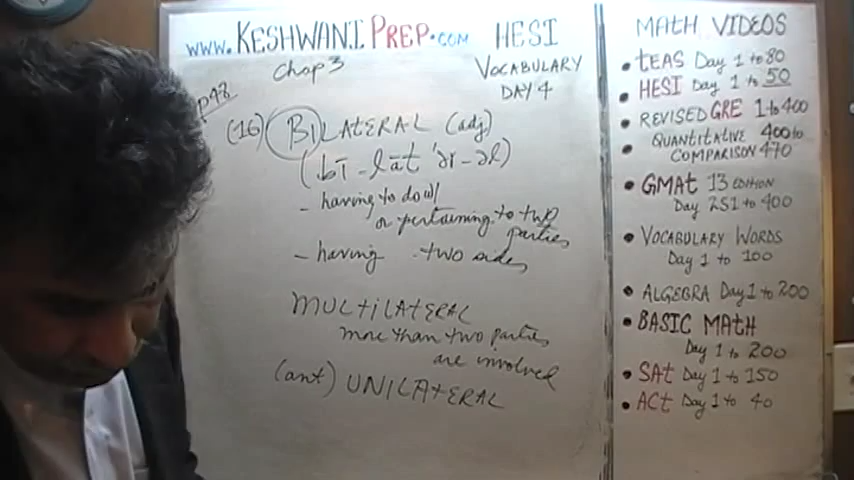 www.KESHWANI PREP.com
HESI
Chap 3
VOCABULARY
DAY 4
p48
(16) BILATERAL (adj)
(bī-lăt'ər-əl)
- having to do w/
or pertaining to two
parties
- having two sides
MULTILATERAL
more than two parties
are involved
(ant) UNILATERAL
MATH VIDEOS
• tEAS Day 1 to 80
• HESI Day 1 to 50
• REVISED GRE 1 to 400
• QUANTITATIVE 400 to
COMPARISON 470
• GMAt 13 EDITION
Day 251 to 400
• VOCABULARY WORDS
Day 1 to 100
• ALGEBRA Day 1 to 200
• BASIC MATH
Day 1 to 200
• SAt Day 1 to 150
• ACt Day 1 to 40